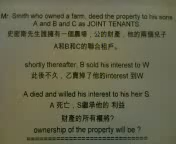 Mr. Smith who owned a farm, deed the property to his sons
A and B and C as JOINT TENANTS.
史密斯先生誰擁有一個農場,公的財產,他的兩個兒子
A和B和C的聯合租戶。
shortly thereafter, B sold his interest to W
此後不久,乙賣掉了他的interest 到W
A died and willed his interest to his heir S.
A 死亡,S繼承他的 利益
財產的所有權將?
ownership of the property will be ?